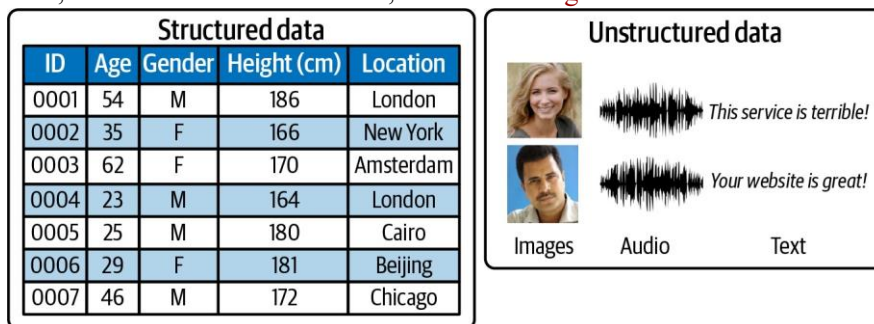 Structured data
ID Age Gender Height (cm) Location
0001 54 M 186 London
0002 35 F 166 New York
0003 62 F 170 Amsterdam
0004 23 M 164 London
0005 25 M 180 Cairo
0006 29 F 181 Beijing
0007 46 M 172 Chicago
Unstructured data
This service is terrible!
Your website is great!
Images Audio Text